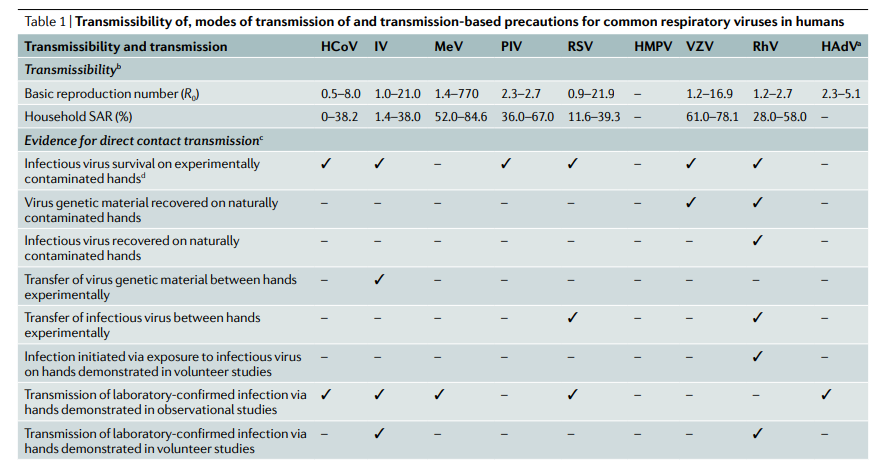 Table 1 | Transmissibility of, modes of transmission of and transmission-based precautions for common respiratory viruses in humans
Transmissibility and transmission HCoV IV MeV PIV RSV HMPV VZV RhV HAdVᵃ
Transmissibilityᵇ
Basic reproduction number (R₀) 0.5–8.0 1.0–21.0 1.4–770 2.3–2.7 0.9–21.9 – 1.2–16.9 1.2–2.7 2.3–5.1
Household SAR (%) 0–38.2 1.4–38.0 52.0–84.6 36.0–67.0 11.6–39.3 – 61.0–78.1 28.0–58.0 –
Evidence for direct contact transmissionᶜ
Infectious virus survival on experimentally ✓ ✓ – ✓ ✓ – ✓ ✓ –
contaminated handsᵈ
Virus genetic material recovered on naturally – – – – – – ✓ ✓ –
contaminated hands
Infectious virus recovered on naturally – – – – – – – ✓ –
contaminated hands
Transfer of virus genetic material between hands – ✓ – – – – – – –
experimentally
Transfer of infectious virus between hands – – – – ✓ – – ✓ –
experimentally
Infection initiated via exposure to infectious virus – – – – – – – ✓ –
on hands demonstrated in volunteer studies
Transmission of laboratory-confirmed infection via ✓ ✓ ✓ – ✓ – – – ✓
hands demonstrated in observational studies
Transmission of laboratory-confirmed infection via – ✓ – – – – – ✓ –
hands demonstrated in volunteer studies